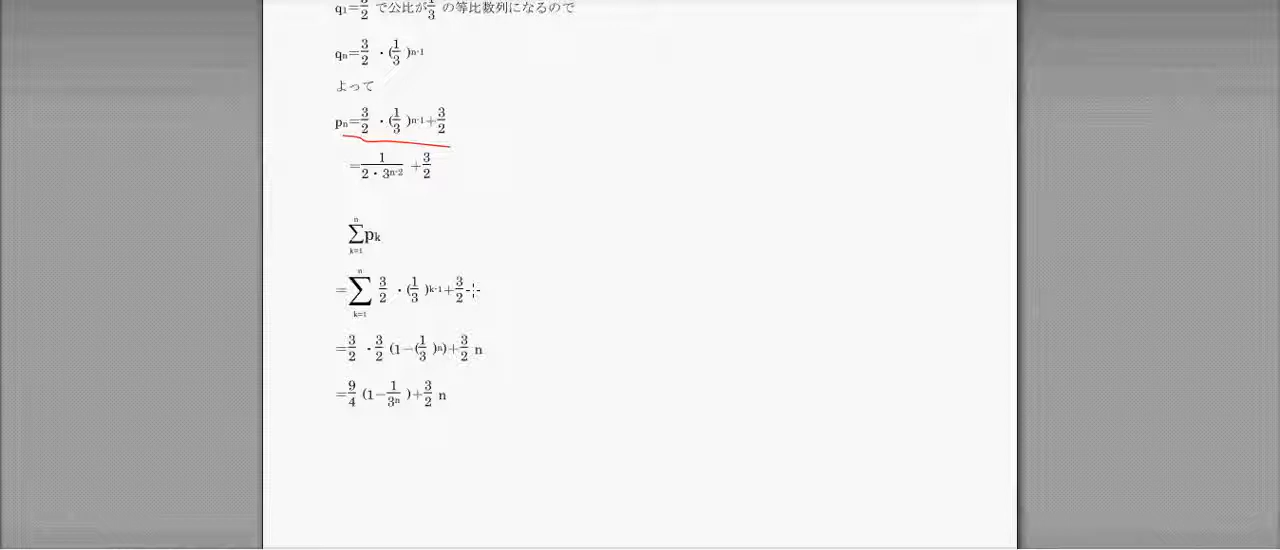 q₁=3/2 で公比が1/3 の等比数列になるので
qₙ=3/2 ・(1/3)ⁿ⁻¹
よって
pₙ=3/2 ・(1/3)ⁿ⁻¹+3/2
=1/(2・3ⁿ⁻²) +3/2
n
∑pₖ
k=1
n
=∑ 3/2 ・(1/3)ᵏ⁻¹+3/2
k=1
=3/2 ・3/2 (1−(1/3)ⁿ)+3/2 n
=9/4 (1−1/3ⁿ)+3/2 n